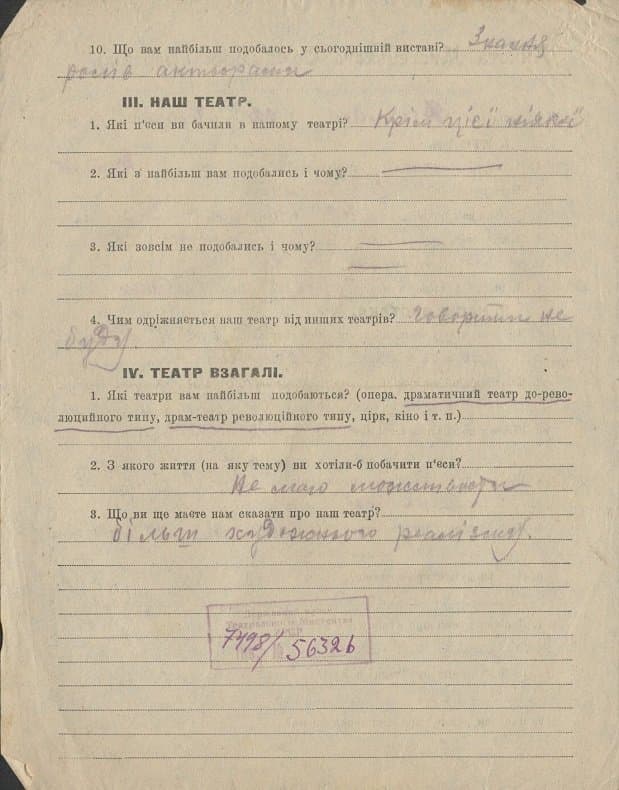 10. Що вам найбільш подобалось у сьогоднішній виставі? Знання
ролів акторами
III. НАШ ТЕАТР.
1. Які п'єси ви бачили в нашому театрі? Крім цієї ніякої
2. Які з найбільш вам подобались і чому?
3. Які зовсім не подобались і чому?
4. Чим одріжняється наш театр від инших театрів? Говорити не
буду.
IV. ТЕАТР ВЗАГАЛІ.
1. Які театри вам найбільш подобаються? (опера, драматичний театр до-рево-
люційного типу, драм-театр революційного типу, цірк, кіно і т. п.)
2. З якого життя (на яку тему) ви хотіли-б побачити п'єси?
Не маю можливости
3. Що ви ще маєте нам сказати про наш театр?
більш художнього реалізму.
7498/56326